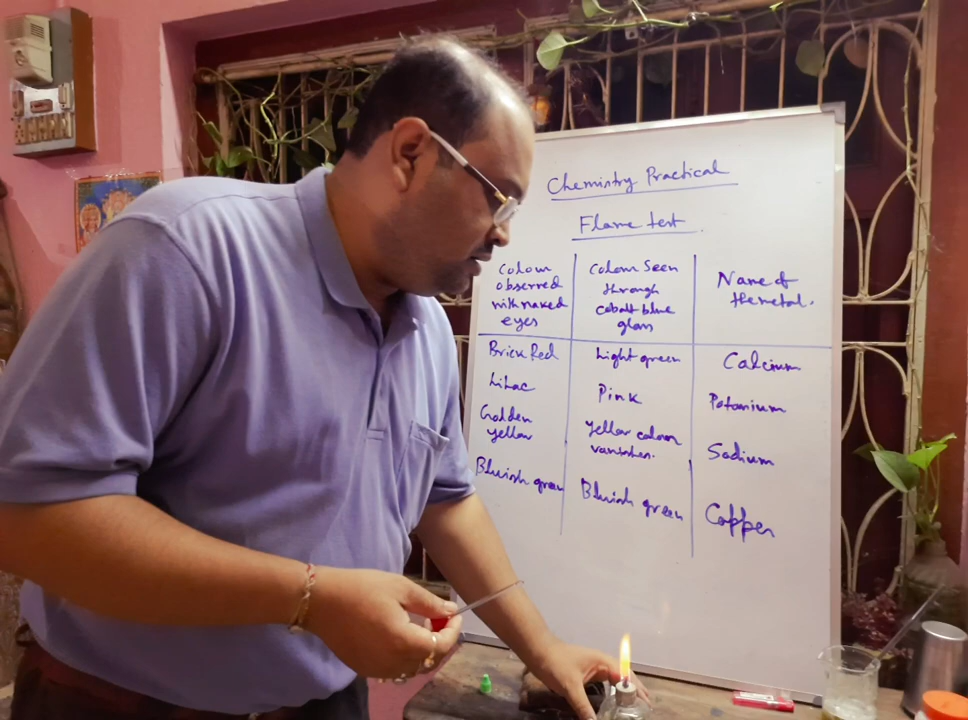 Chemistry Practical
Flame test
Colour
observed
with naked
eyes
Colour Seen
through
cobalt blue
glass
Name of
the metal.
Brick Red
Light green
Calcium
Lilac
Pink
Potassium
Golden
yellow
Yellow colour
vanishes.
Sodium
Bluish green
Bluish green
Copper